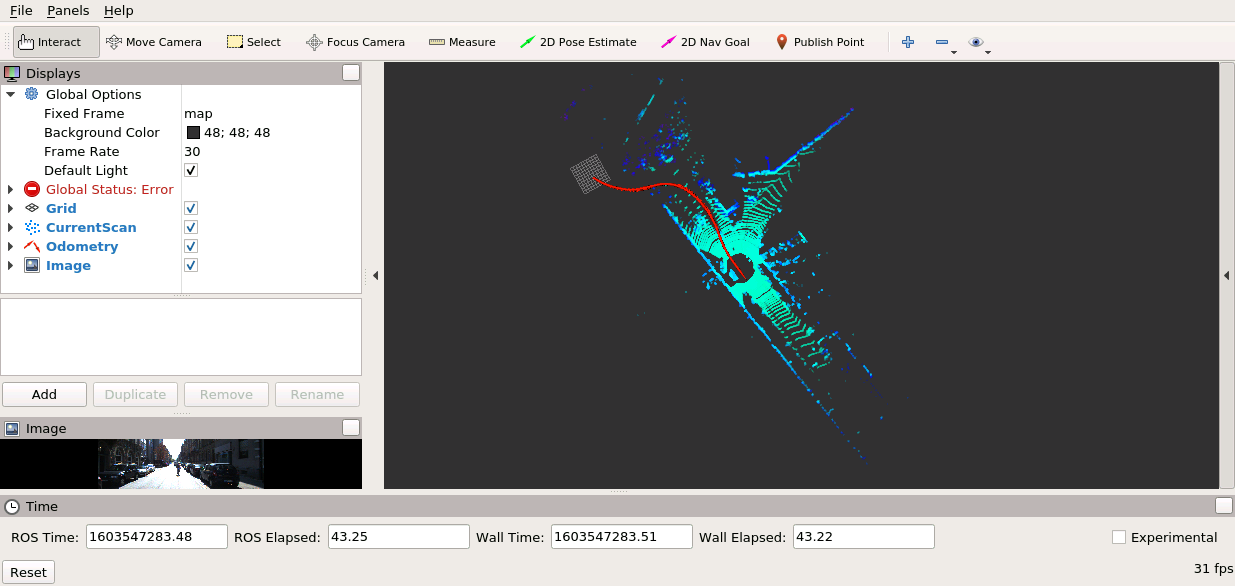 File Panels Help
Interact Move Camera Select Focus Camera Measure 2D Pose Estimate 2D Nav Goal Publish Point
Displays
Global Options
Fixed Frame map
Background Color 48; 48; 48
Frame Rate 30
Default Light
Global Status: Error
Grid
CurrentScan
Odometry
Image
Add Duplicate Remove Rename
Image
Time
ROS Time: 1603547283.48 ROS Elapsed: 43.25 Wall Time: 1603547283.51 Wall Elapsed: 43.22 Experimental
Reset 31 fps